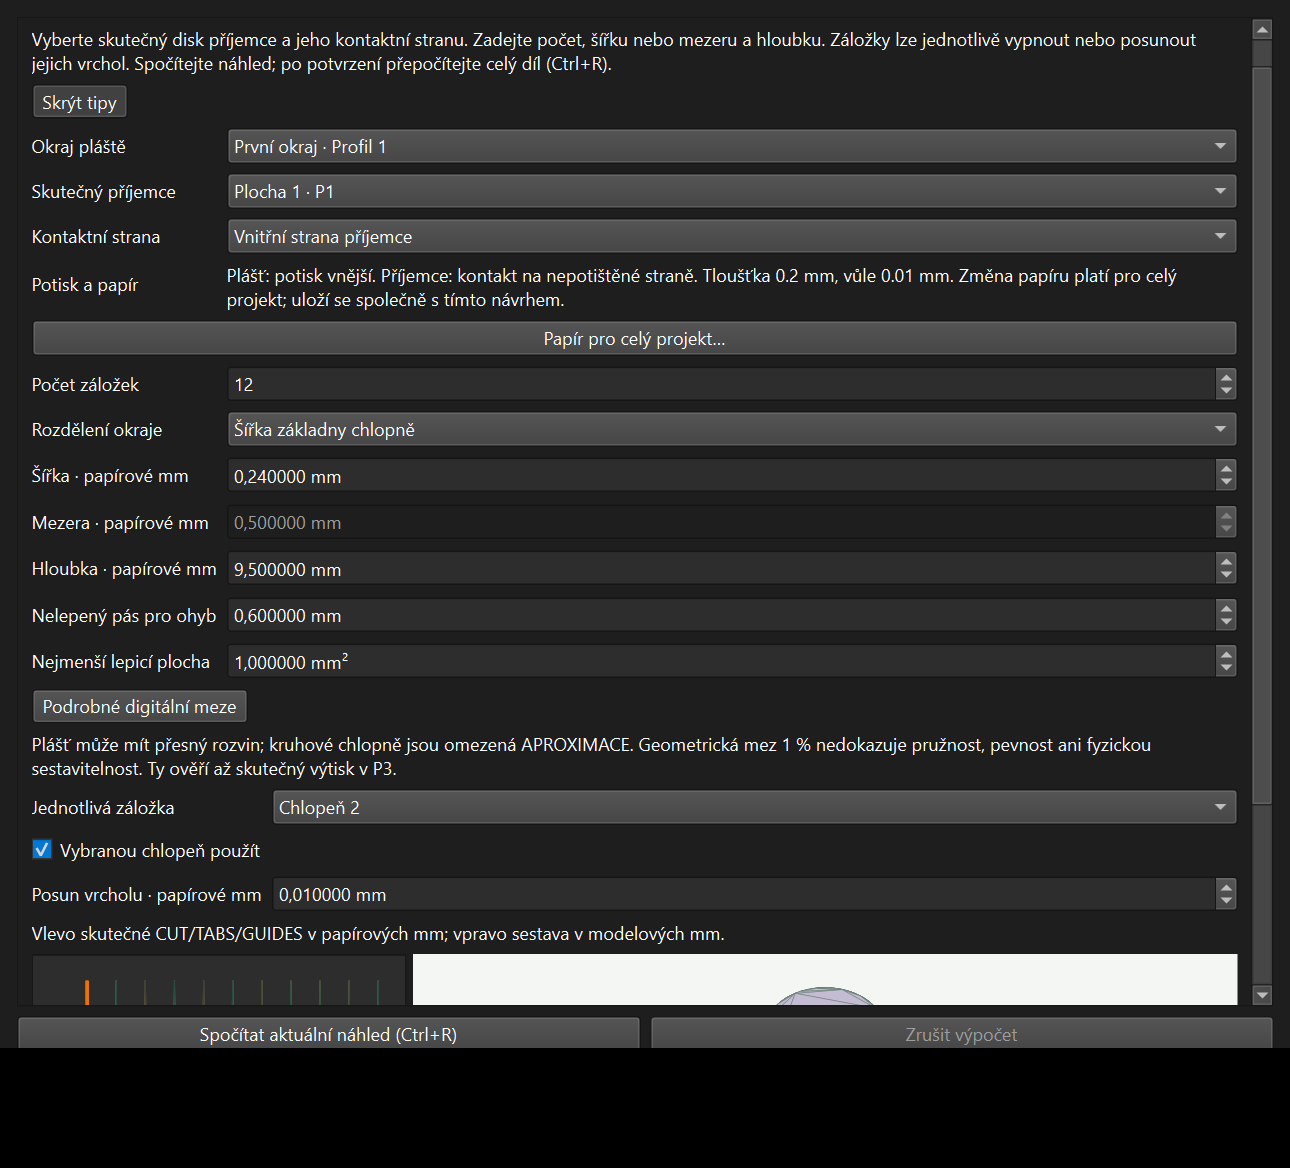 Vyberte skutečný disk příjemce a jeho kontaktní stranu. Zadejte počet, šířku nebo mezeru a hloubku. Záložky lze jednotlivě vypnout nebo posunout
jejich vrchol. Spočítejte náhled; po potvrzení přepočítejte celý díl (Ctrl+R).
Skrýt tipy
Okraj pláště První okraj · Profil 1
Skutečný příjemce Plocha 1 · P1
Kontaktní strana Vnitřní strana příjemce
Potisk a papír Plášť: potisk vnější. Příjemce: kontakt na nepotištěné straně. Tloušťka 0.2 mm, vůle 0.01 mm. Změna papíru platí pro celý
projekt; uloží se společně s tímto návrhem.
Papír pro celý projekt...
Počet záložek 12
Rozdělení okraje Šířka základny chlopně
Šířka · papírové mm 0,240000 mm
Mezera · papírové mm 0,500000 mm
Hloubka · papírové mm 9,500000 mm
Nelepený pás pro ohyb 0,600000 mm
Nejmenší lepicí plocha 1,000000 mm²
Podrobné digitální meze
Plášť může mít přesný rozvin; kruhové chlopně jsou omezená APROXIMACE. Geometrická mez 1 % nedokazuje pružnost, pevnost ani fyzickou
sestavitelnost. Ty ověří až skutečný výtisk v P3.
Jednotlivá záložka Chlopeň 2
Vybranou chlopeň použít
Posun vrcholu · papírové mm 0,010000 mm
Vlevo skutečné CUT/TABS/GUIDES v papírových mm; vpravo sestava v modelových mm.
Spočítat aktuální náhled (Ctrl+R) Zrušit výpočet